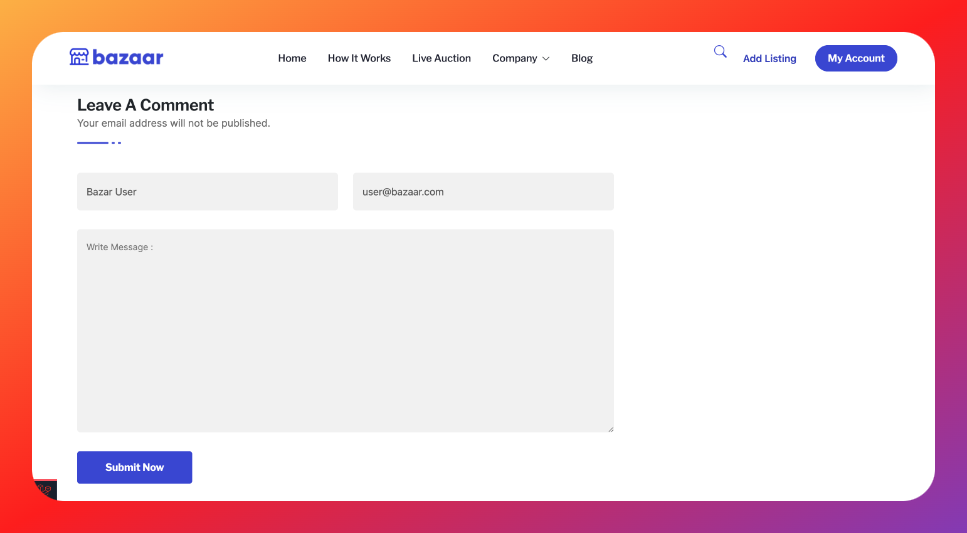 bazaar
Home How It Works Live Auction Company Blog Add Listing My Account
Leave A Comment
Your email address will not be published.
Bazar User user@bazaar.com
Write Message :
Submit Now